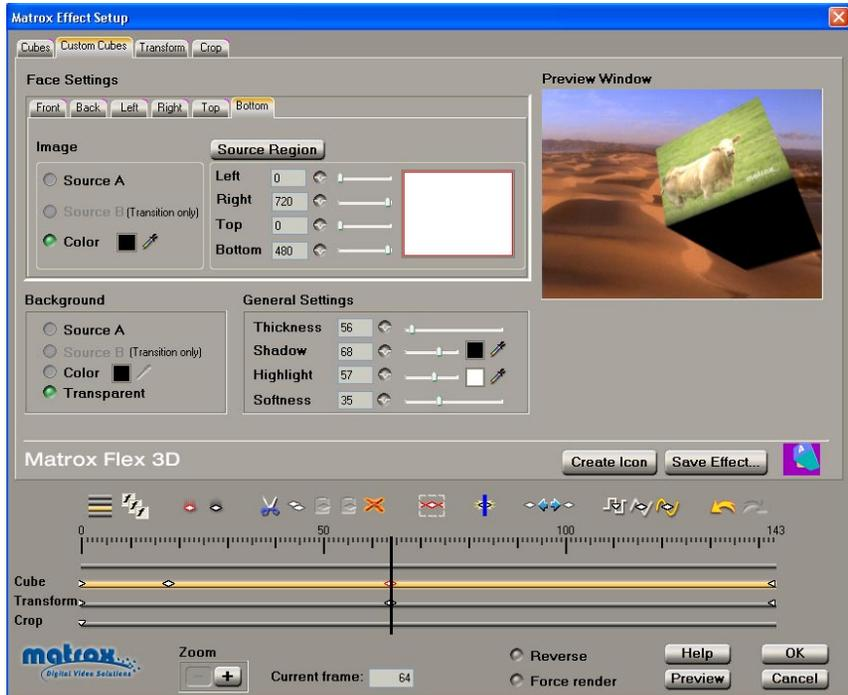 Matrox Effect Setup
Cubes Custom Cubes Transform Crop
Face Settings
Preview Window
Front Back Left Right Top Bottom
Image
Source Region
Source A
Source B (Transition only)
Color
Left 0
Right 720
Top 0
Bottom 480
matrox
Background
General Settings
Source A
Source B (Transition only)
Color
Transparent
Thickness 56
Shadow 68
Highlight 57
Softness 35
Matrox Flex 3D
Create Icon Save Effect...
0 50 100 143
Cube
Transform
Crop
matrox
Digital Video Solutions
Zoom
Current frame: 64
Reverse
Force render
Help OK
Preview Cancel